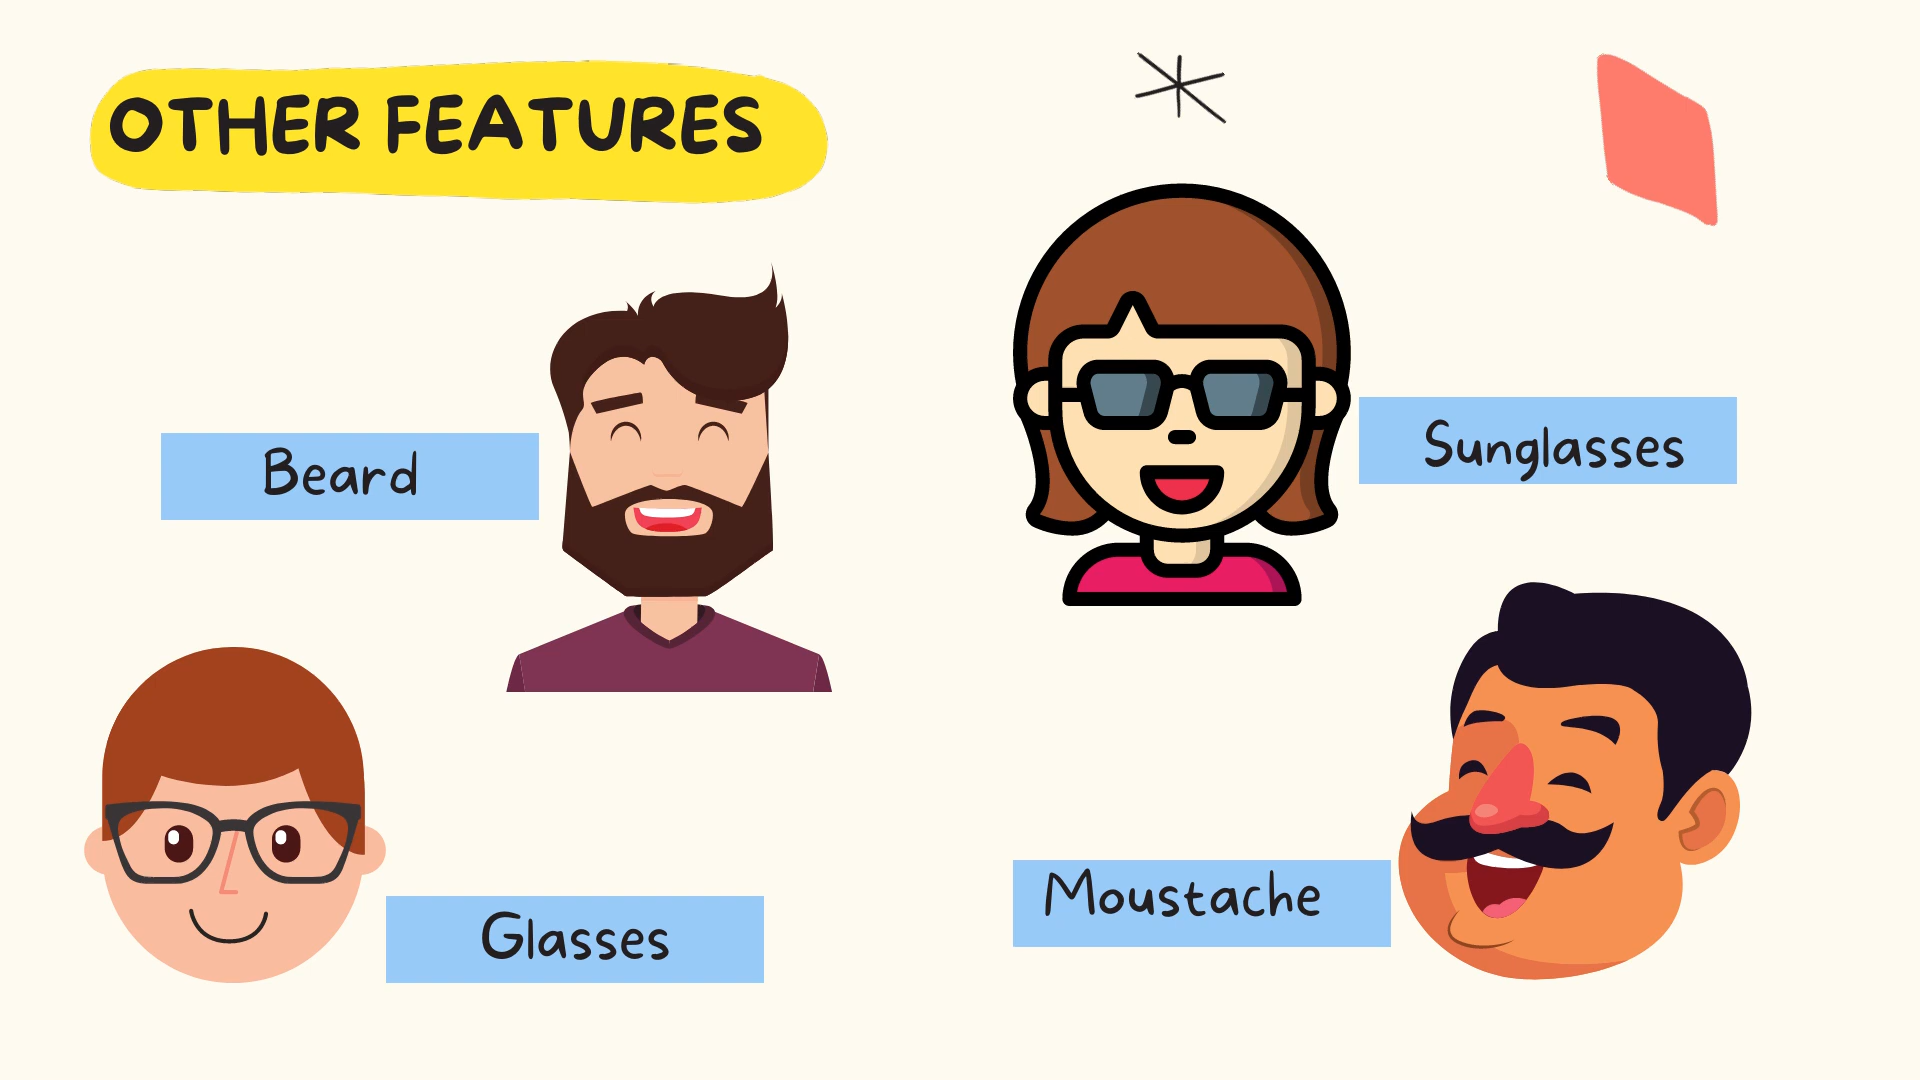 OTHER FEATURES
Beard
Sunglasses
Glasses
Moustache